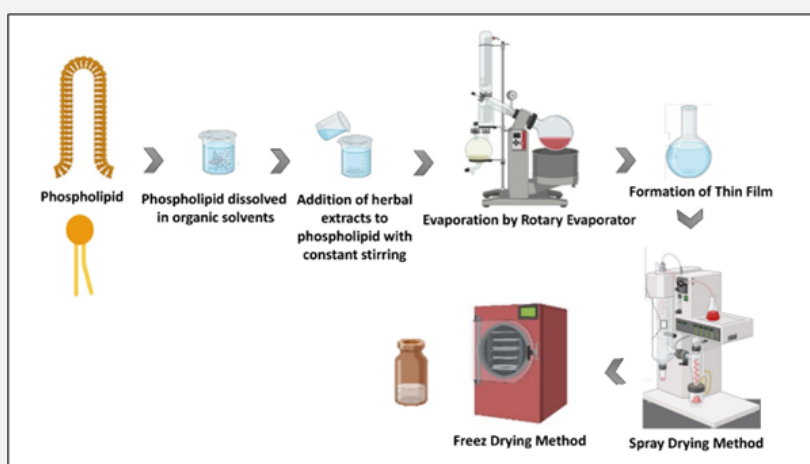 Phospholipid
Phospholipid dissolved
in organic solvents
Addition of herbal
extracts to
phospholipid with
constant stirring
Evaporation by Rotary Evaporator
Formation of Thin Film
Spray Drying Method
Freez Drying Method